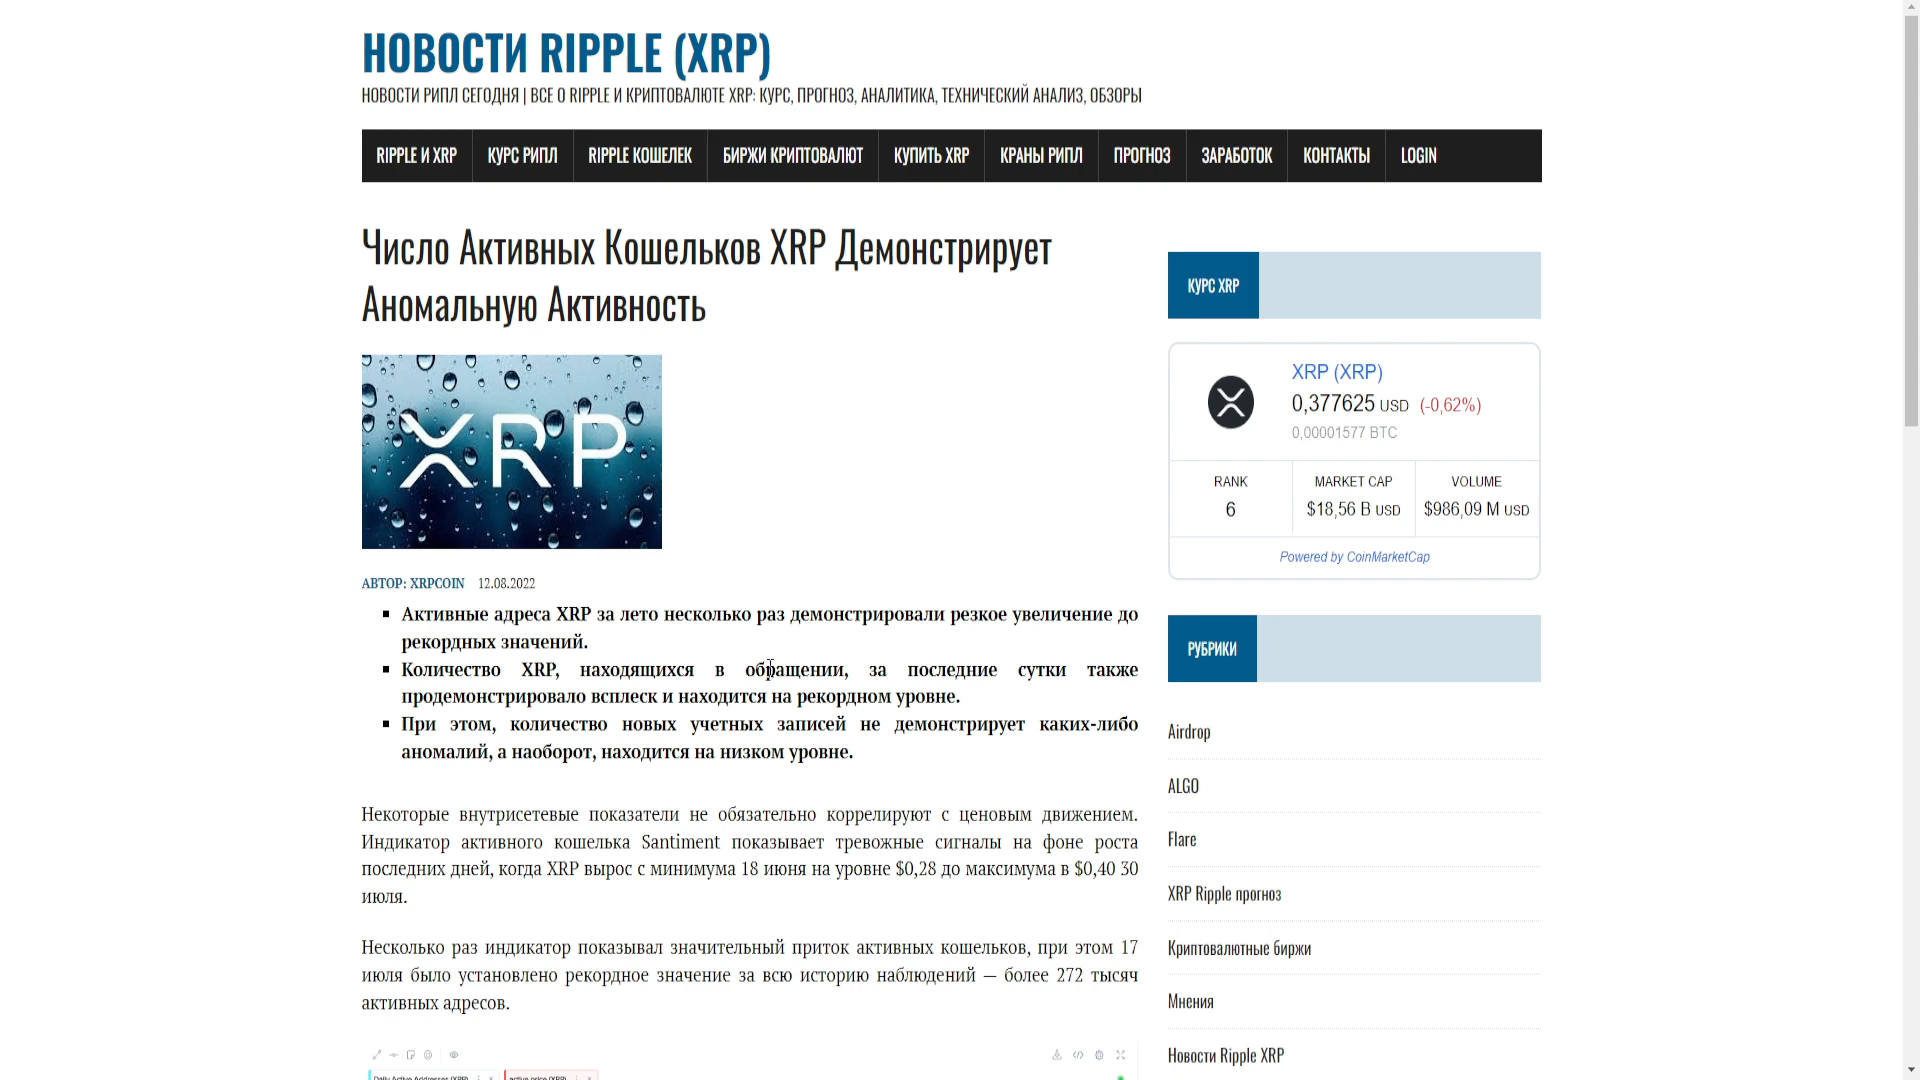 НОВОСТИ RIPPLE (XRP)
НОВОСТИ РИПЛ СЕГОДНЯ | ВСЕ О RIPPLE И КРИПТОВАЛЮТЕ XRP: КУРС, ПРОГНОЗ, АНАЛИТИКА, ТЕХНИЧЕСКИЙ АНАЛИЗ, ОБЗОРЫ
RIPPLE И XRP КУРС РИПЛ RIPPLE КОШЕЛЕК БИРЖИ КРИПТОВАЛЮТ КУПИТЬ XRP КРАНЫ РИПЛ ПРОГНОЗ ЗАРАБОТОК КОНТАКТЫ LOGIN
Число Активных Кошельков XRP Демонстрирует
Аномальную Активность
XRP
АВТОР: XRPCOIN 12.08.2022
Активные адреса XRP за лето несколько раз демонстрировали резкое увеличение до
рекордных значений.
Количество XRP, находящихся в обращении, за последние сутки также
продемонстрировало всплеск и находится на рекордном уровне.
При этом, количество новых учетных записей не демонстрирует каких-либо
аномалий, а наоборот, находится на низком уровне.
Некоторые внутрисетевые показатели не обязательно коррелируют с ценовым движением.
Индикатор активного кошелька Santiment показывает тревожные сигналы на фоне роста
последних дней, когда XRP вырос с минимума 18 июня на уровне $0,28 до максимума в $0,40 30
июля.
Несколько раз индикатор показывал значительный приток активных кошельков, при этом 17
июля было установлено рекордное значение за всю историю наблюдений — более 272 тысяч
активных адресов.
Daily Active Addresses (XRP)
КУРС XRP
XRP (XRP)
0,377625 USD (-0,62%)
0,00001577 BTC
RANK MARKET CAP VOLUME
6 $18,56 B USD $986,09 M USD
Powered by CoinMarketCap
РУБРИКИ
Airdrop
ALGO
Flare
XRP Ripple прогноз
Криптовалютные биржи
Мнения
Новости Ripple XRP